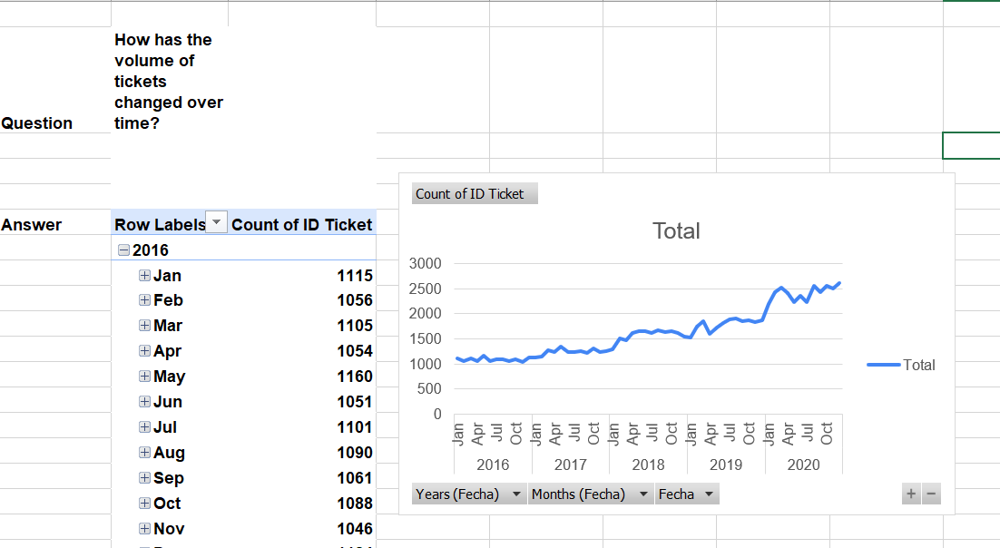 Question
How has the
volume of
tickets
changed over
time?
Answer
Row Labels Count of ID Ticket
2016
Jan 1115
Feb 1056
Mar 1105
Apr 1054
May 1160
Jun 1051
Jul 1101
Aug 1090
Sep 1061
Oct 1088
Nov 1046
Count of ID Ticket
Total
3000
2500
2000
1500
1000
500
0
Jan Apr Jul Oct Jan Apr Jul Oct Jan Apr Jul Oct Jan Apr Jul Oct Jan Apr Jul Oct
2016 2017 2018 2019 2020
Total
Years (Fecha) Months (Fecha) Fecha
+ −